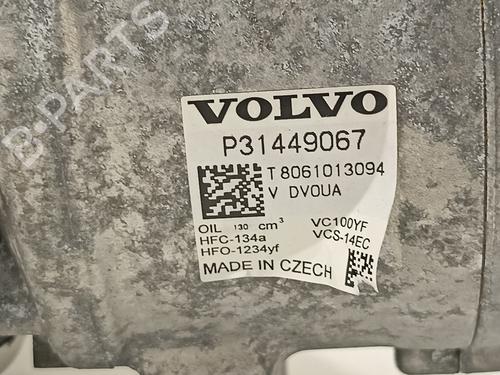 B-PARTS
VOLVO
P31449067
T 8061013094
V DV0UA
OIL 130 cm³ VC100YF
HFC-134a VCS-14EC
HFO-1234yf
MADE IN CZECH